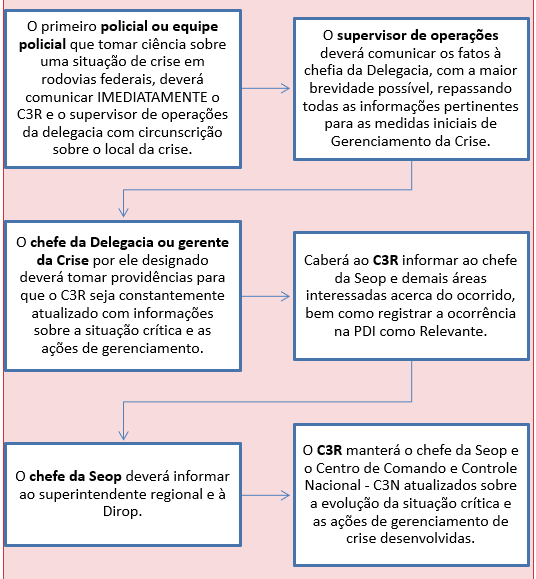 O primeiro policial ou equipe
policial que tomar ciência sobre
uma situação de crise em
rodovias federais, deverá
comunicar IMEDIATAMENTE o
C3R e o supervisor de operações
da delegacia com circunscrição
sobre o local da crise.
O supervisor de operações
deverá comunicar os fatos à
chefia da Delegacia, com a maior
brevidade possível, repassando
todas as informações pertinentes
para as medidas iniciais de
Gerenciamento da Crise.
O chefe da Delegacia ou gerente
da Crise por ele designado
deverá tomar providências para
que o C3R seja constantemente
atualizado com informações
sobre a situação crítica e as
ações de gerenciamento.
Caberá ao C3R informar ao chefe
da Seop e demais áreas
interessadas acerca do ocorrido,
bem como registrar a ocorrência
na PDI como Relevante.
O chefe da Seop deverá informar
ao superintendente regional e à
Dirop.
O C3R manterá o chefe da Seop e
o Centro de Comando e Controle
Nacional - C3N atualizados sobre
a evolução da situação crítica e
as ações de gerenciamento de
crise desenvolvidas.